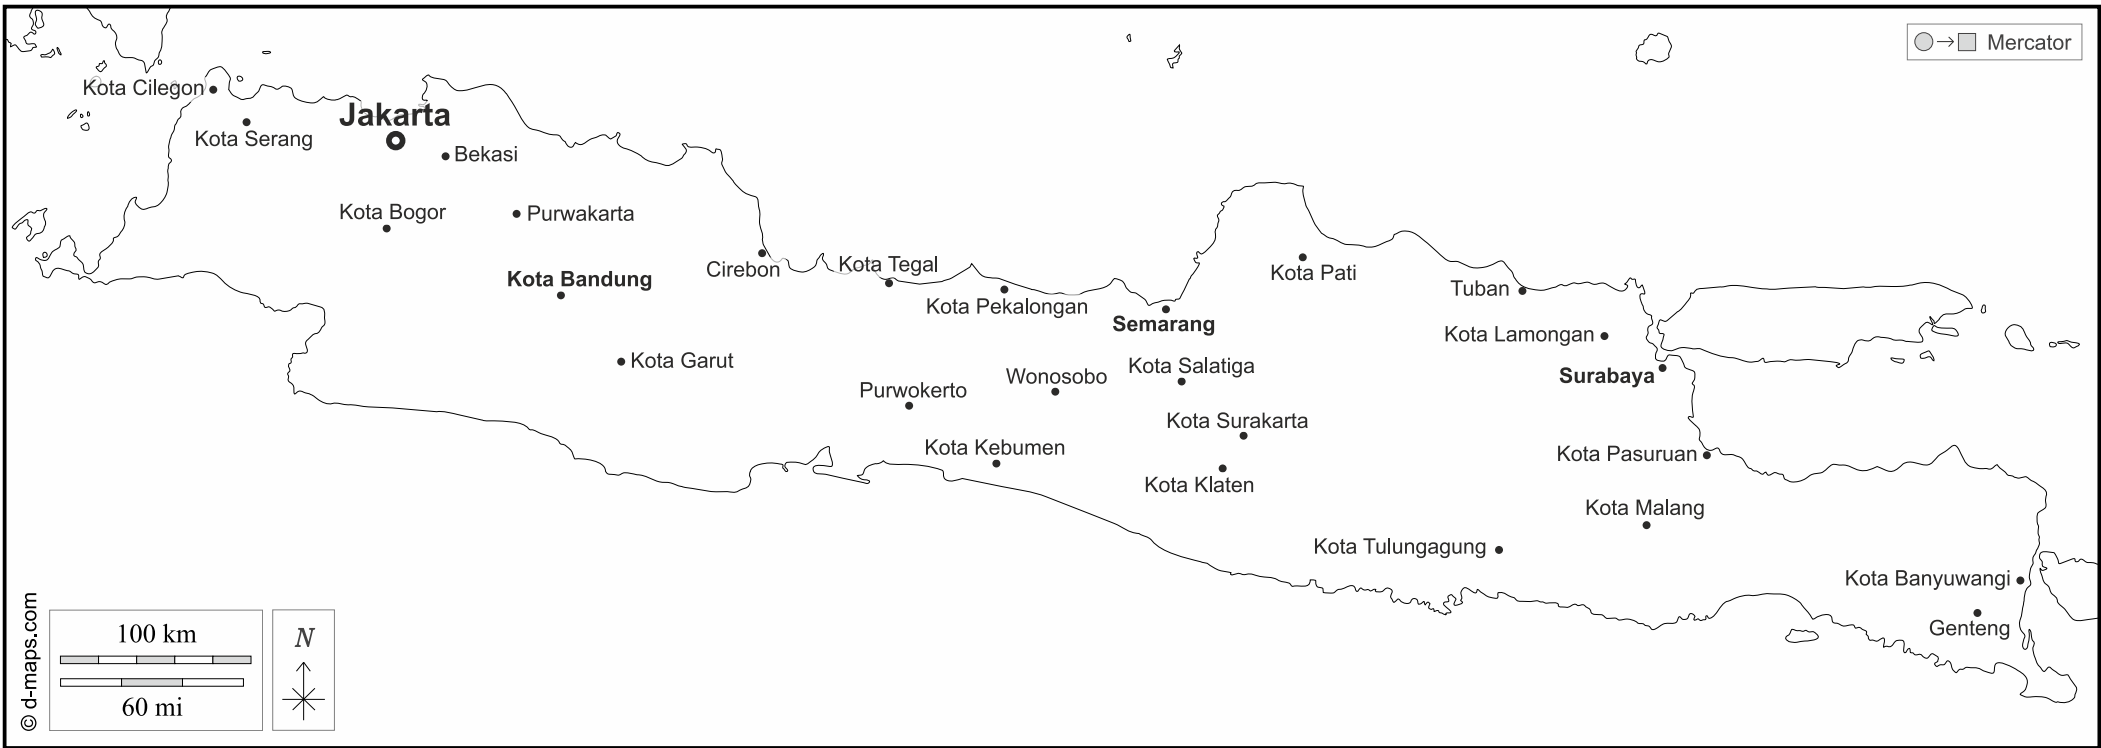 Mercator
Kota Cilegon
Jakarta
Kota Serang
Bekasi
Kota Bogor
Purwakarta
Kota Bandung
Cirebon
Kota Tegal
Kota Pati
Kota Pekalongan
Tuban
Semarang
Kota Lamongan
Kota Garut
Kota Salatiga
Wonosobo
Surabaya
Purwokerto
Kota Surakarta
Kota Kebumen
Kota Pasuruan
Kota Klaten
Kota Malang
Kota Tulungagung
Kota Banyuwangi
Genteng
100 km
60 mi
N
© d-maps.com